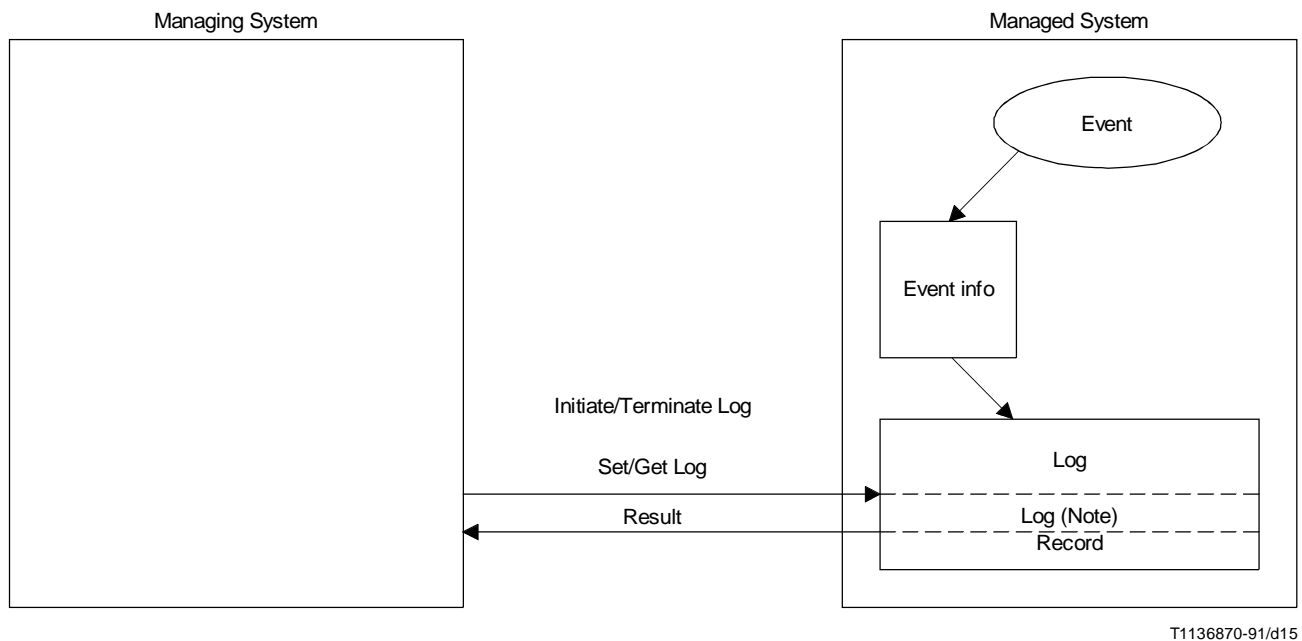 Managing System
Managed System
Event
Event info
Initiate/Terminate Log
Set/Get Log
Result
Log
Log (Note)
Record
T1136870-91/d15